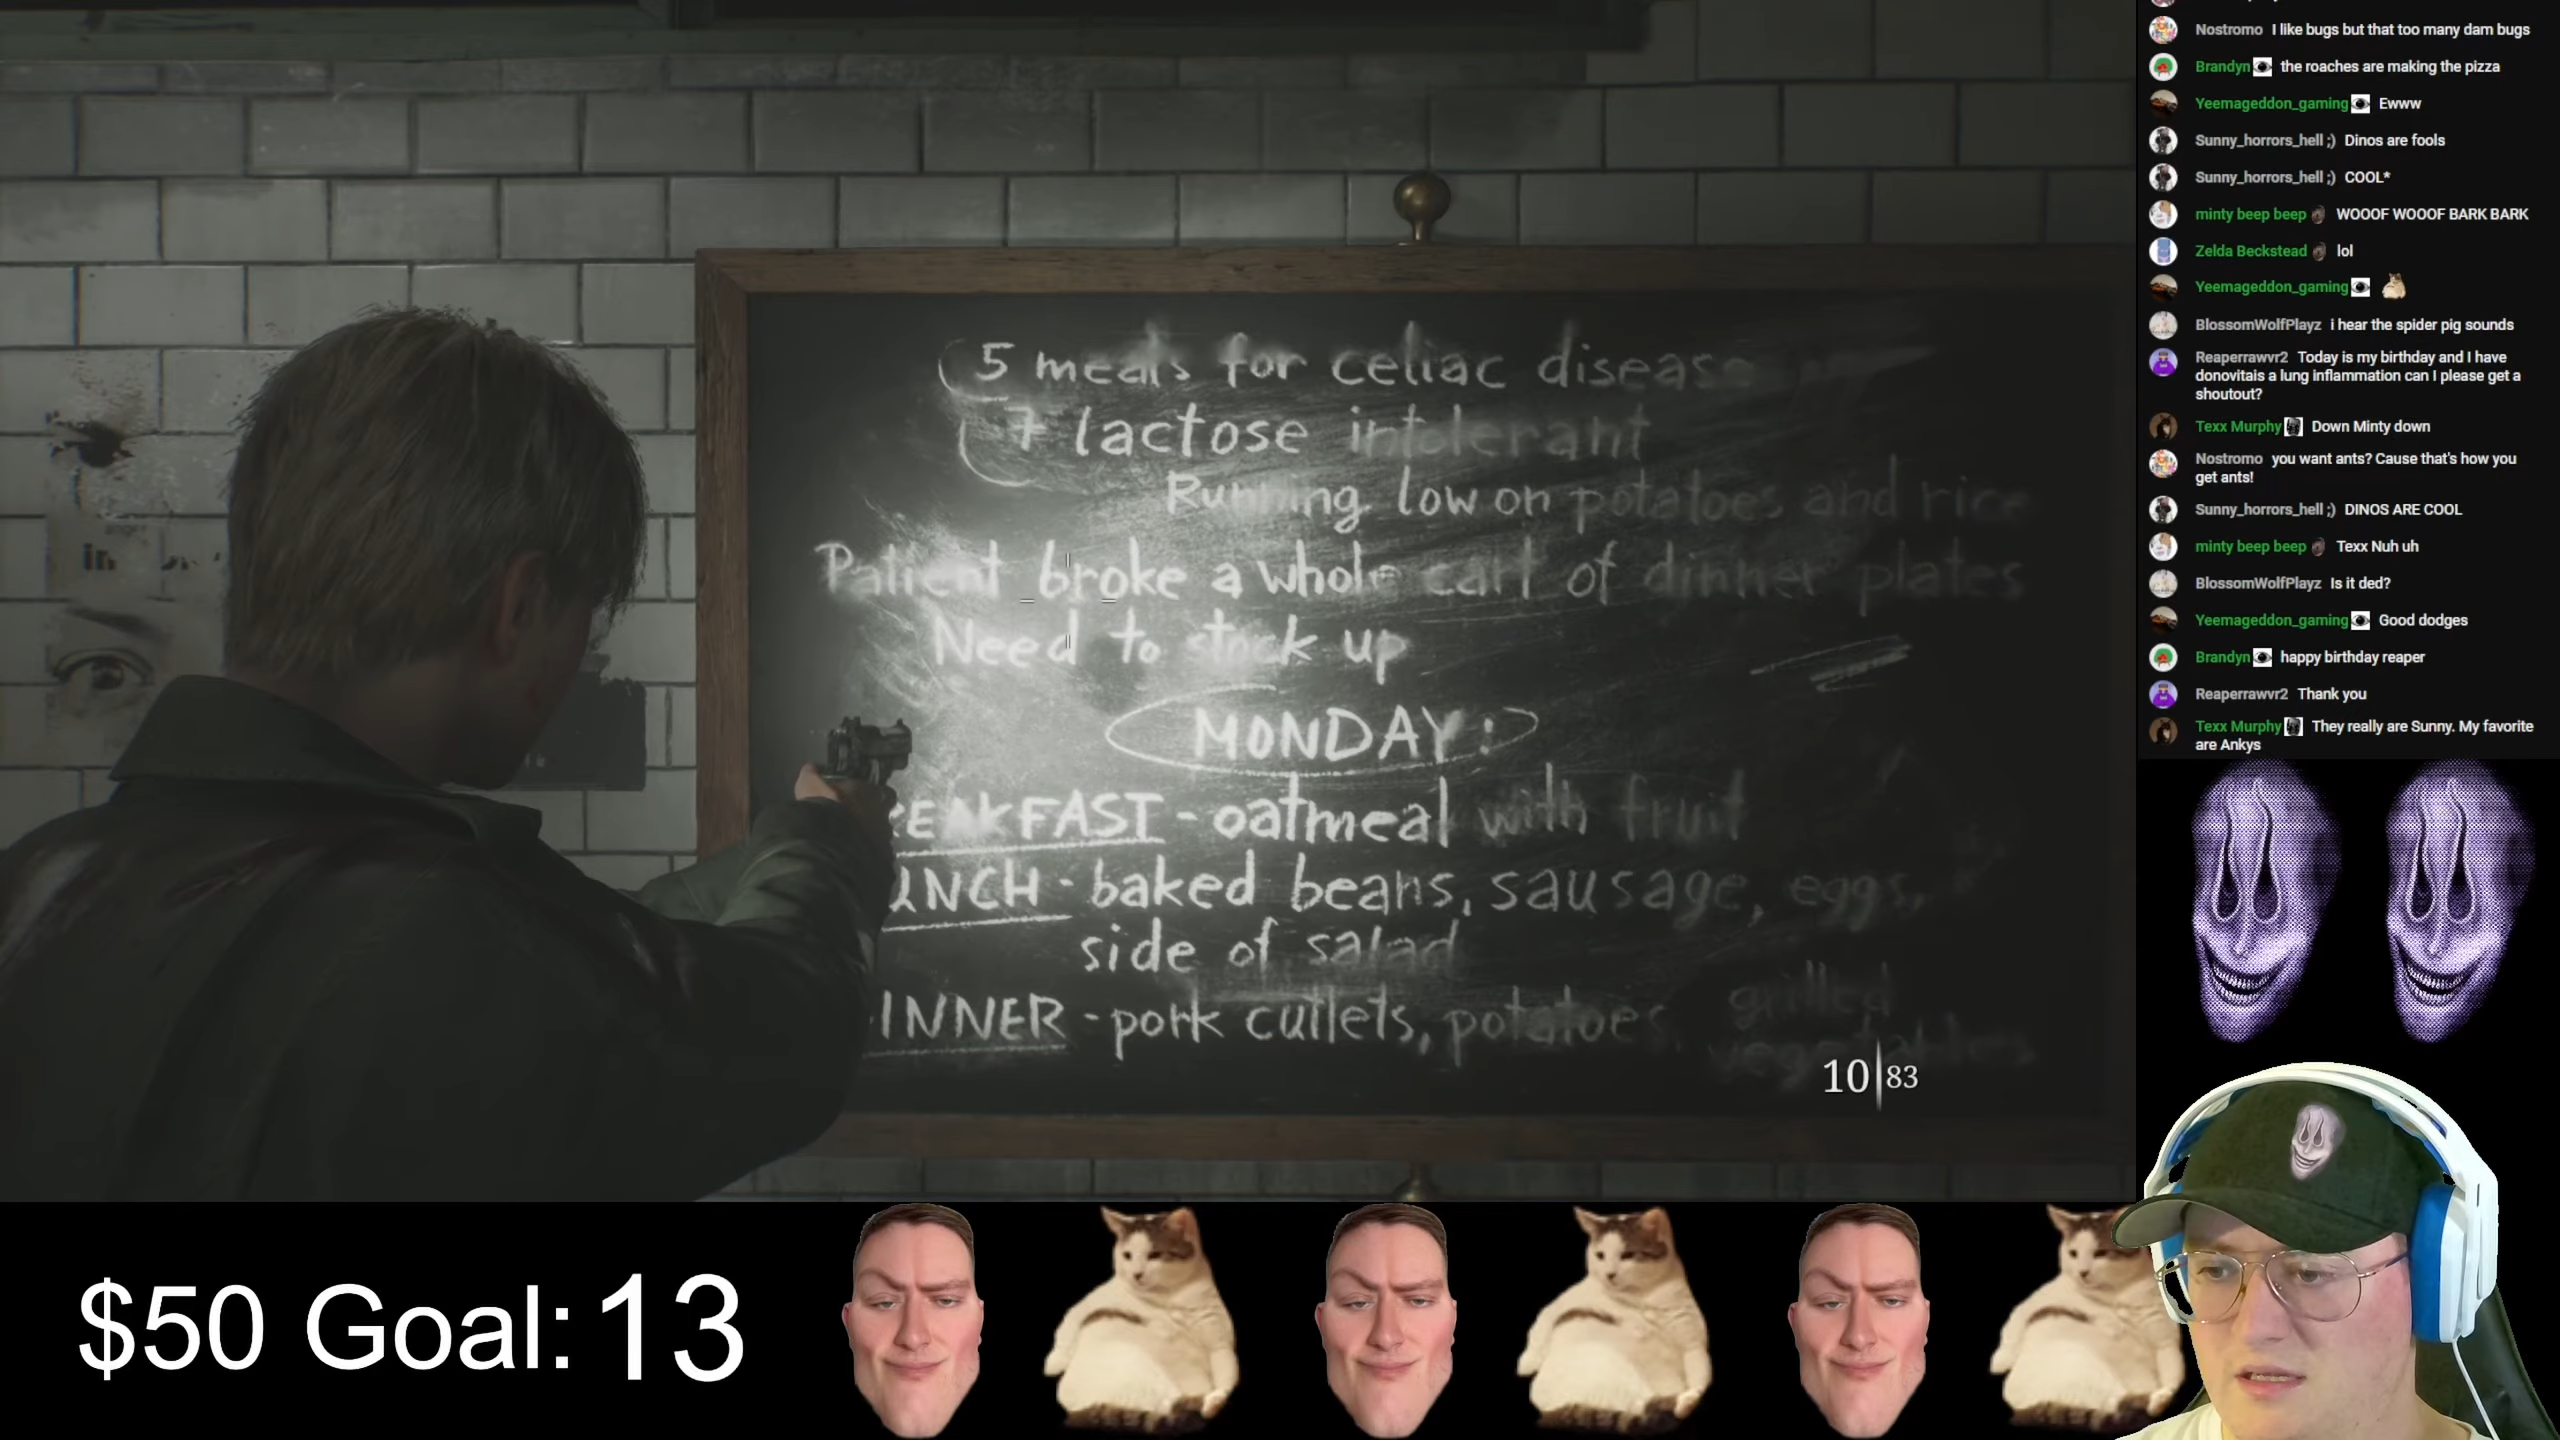 5 meals for celiac disease
7 lactose intolerant
Running low on potatoes and rice
Patient broke a whole cart of dinner plates
Need to stock up
MONDAY:
REAKFAST - oatmeal with fruit
UNCH - baked beans, sausage, eggs,
side of salad
INNER - pork cutlets, potatoes grilled
vegetables
10|83
in
Nostromo I like bugs but that too many dam bugs
Brandyn the roaches are making the pizza
Yeemageddon_gaming Ewww
Sunny_horrors_hell ;) Dinos are fools
Sunny_horrors_hell ;) COOL*
minty beep beep WOOOF WOOOF BARK BARK
Zelda Beckstead lol
Yeemageddon_gaming
BlossomWolfPlayz i hear the spider pig sounds
Reaperrawvr2 Today is my birthday and I have
donovitais a lung inflammation can I please get a
shoutout?
Texx Murphy Down Minty down
Nostromo you want ants? Cause that's how you
get ants!
Sunny_horrors_hell ;) DINOS ARE COOL
minty beep beep Texx Nuh uh
BlossomWolfPlayz Is it ded?
Yeemageddon_gaming Good dodges
Brandyn happy birthday reaper
Reaperrawvr2 Thank you
Texx Murphy They really are Sunny. My favorite
are Ankys
$50 Goal: 13